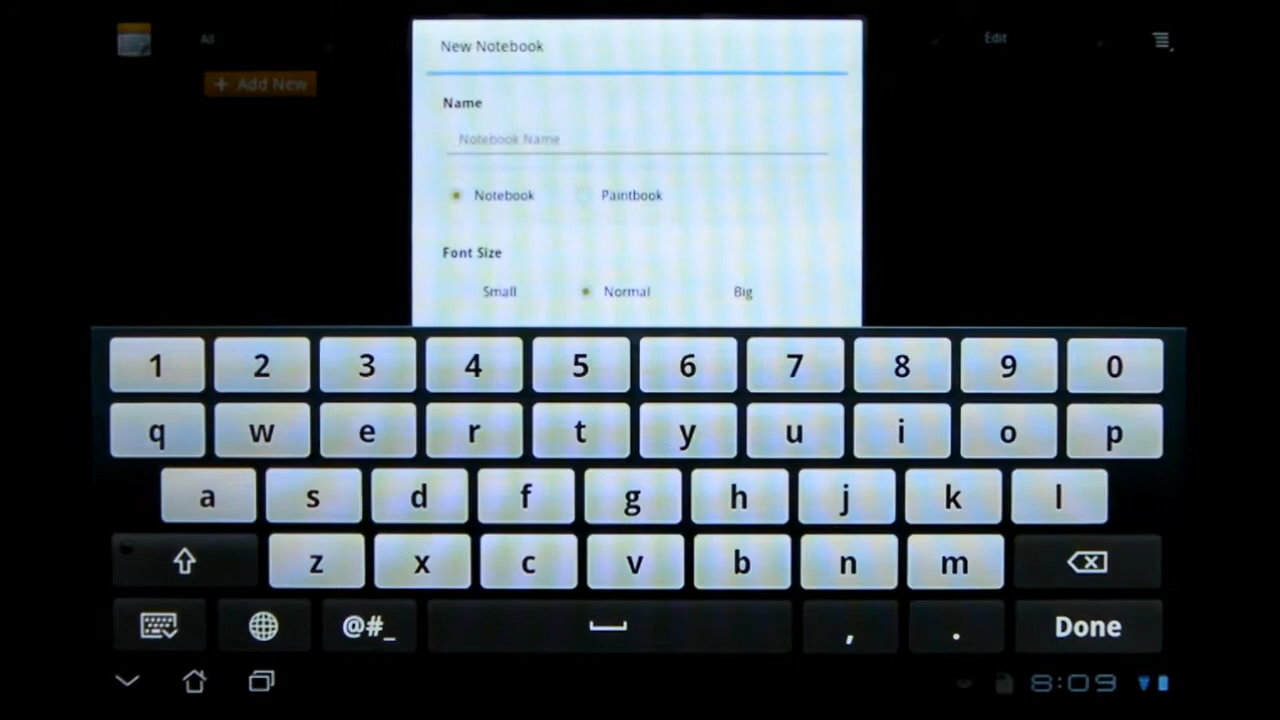 All
New Notebook
Edit
+ Add New
Name
Notebook Name
Notebook
Paintbook
Font Size
Small
Normal
Big
1 2 3 4 5 6 7 8 9 0
q w e r t y u i o p
a s d f g h j k l
z x c v b n m
@#_ , . Done
8:09